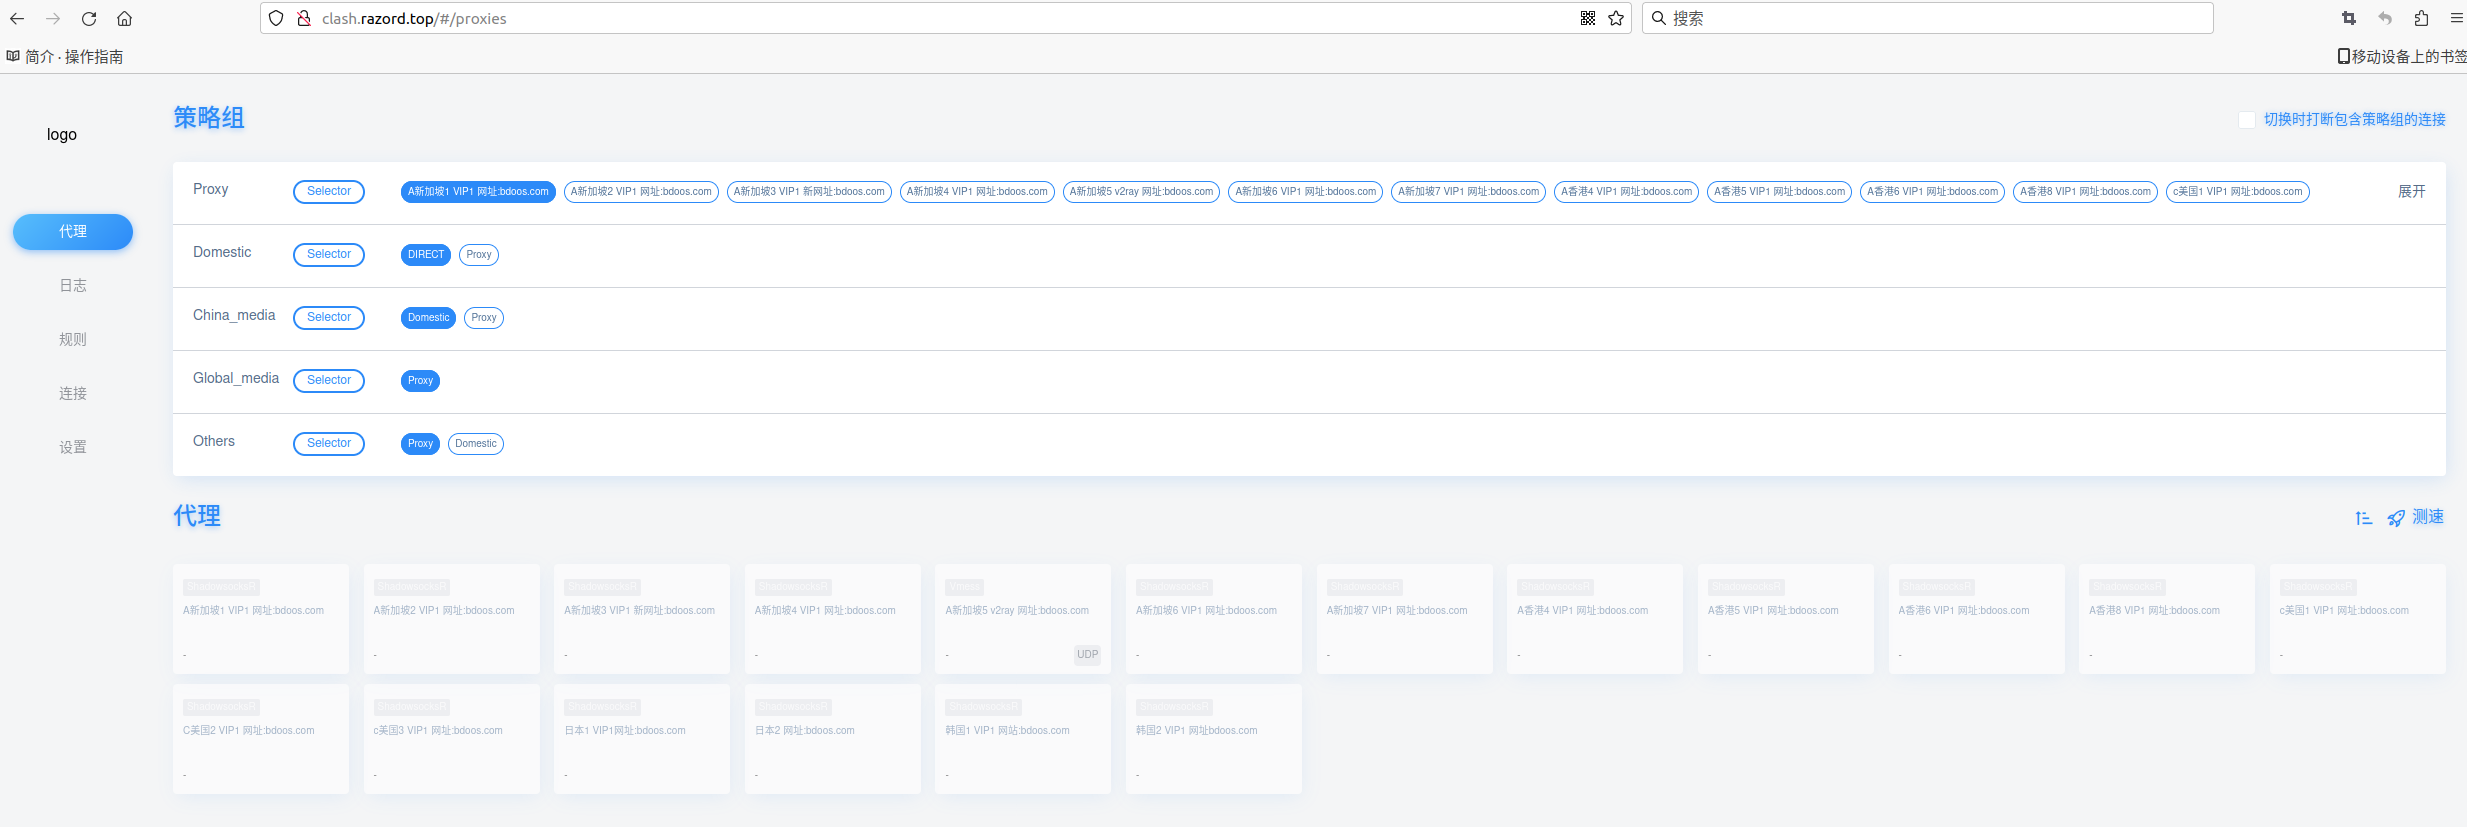 clash.razord.top/#/proxies
搜索
简介 · 操作指南
移动设备上的书签
logo
代理
日志
规则
连接
设置
策略组
切换时打断包含策略组的连接
Proxy Selector A新加坡1 VIP1 网址:bdoos.com A新加坡2 VIP1 网址:bdoos.com A新加坡3 VIP1 新网址:bdoos.com A新加坡4 VIP1 网址:bdoos.com A新加坡5 v2ray 网址:bdoos.com A新加坡6 VIP1 网址:bdoos.com A新加坡7 VIP1 网址:bdoos.com A香港4 VIP1 网址:bdoos.com A香港5 VIP1 网址:bdoos.com A香港6 VIP1 网址:bdoos.com A香港8 VIP1 网址:bdoos.com c美国1 VIP1 网址:bdoos.com 展开
Domestic Selector DIRECT Proxy
China_media Selector Domestic Proxy
Global_media Selector Proxy
Others Selector Proxy Domestic
代理
测速
ShadowsocksR ShadowsocksR ShadowsocksR ShadowsocksR Vmess ShadowsocksR ShadowsocksR ShadowsocksR ShadowsocksR ShadowsocksR ShadowsocksR ShadowsocksR
A新加坡1 VIP1 网址:bdoos.com A新加坡2 VIP1 网址:bdoos.com A新加坡3 VIP1 新网址:bdoos.com A新加坡4 VIP1 网址:bdoos.com A新加坡5 v2ray 网址:bdoos.com A新加坡6 VIP1 网址:bdoos.com A新加坡7 VIP1 网址:bdoos.com A香港4 VIP1 网址:bdoos.com A香港5 VIP1 网址:bdoos.com A香港6 VIP1 网址:bdoos.com A香港8 VIP1 网址:bdoos.com c美国1 VIP1 网址:bdoos.com
- - - - - UDP - - - - - - -
ShadowsocksR ShadowsocksR ShadowsocksR ShadowsocksR ShadowsocksR ShadowsocksR
C美国2 VIP1 网址:bdoos.com c美国3 VIP1 网址:bdoos.com 日本1 VIP1网址:bdoos.com 日本2 网址:bdoos.com 韩国1 VIP1 网站:bdoos.com 韩国2 VIP1 网址bdoos.com
- - - - - -